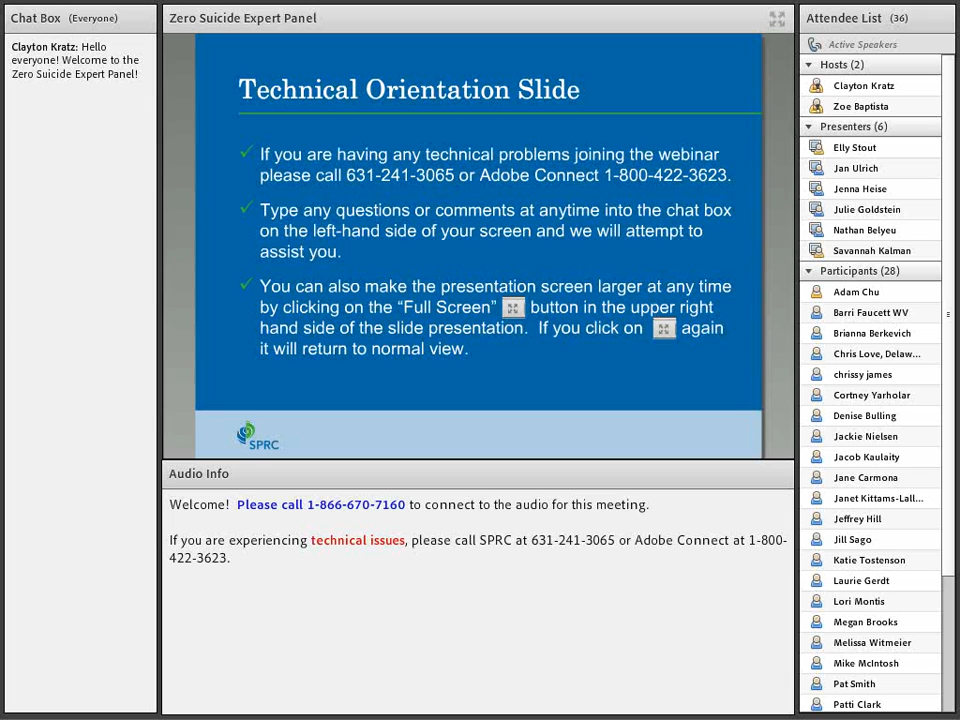 Chat Box (Everyone)
Clayton Kratz: Hello
everyone! Welcome to the
Zero Suicide Expert Panel!
Zero Suicide Expert Panel
Technical Orientation Slide
✓ If you are having any technical problems joining the webinar
please call 631-241-3065 or Adobe Connect 1-800-422-3623.
✓ Type any questions or comments at anytime into the chat box
on the left-hand side of your screen and we will attempt to
assist you.
✓ You can also make the presentation screen larger at any time
by clicking on the “Full Screen” button in the upper right
hand side of the slide presentation. If you click on again
it will return to normal view.
SPRC
Audio Info
Welcome! Please call 1-866-670-7160 to connect to the audio for this meeting.
If you are experiencing technical issues, please call SPRC at 631-241-3065 or Adobe Connect at 1-800-
422-3623.
Attendee List (36)
Active Speakers
Hosts (2)
Clayton Kratz
Zoe Baptista
Presenters (6)
Elly Stout
Jan Ulrich
Jenna Heise
Julie Goldstein
Nathan Belyeu
Savannah Kalman
Participants (28)
Adam Chu
Barri Faucett WV
Brianna Berkevich
Chris Love, Delaw...
chrissy james
Cortney Yarholar
Denise Bulling
Jackie Nielsen
Jacob Kaulaity
Jane Carmona
Janet Kittams-Lall...
Jeffrey Hill
Jill Sago
Katie Tostenson
Laurie Gerdt
Lori Montis
Megan Brooks
Melissa Witmeier
Mike McIntosh
Pat Smith
Patti Clark